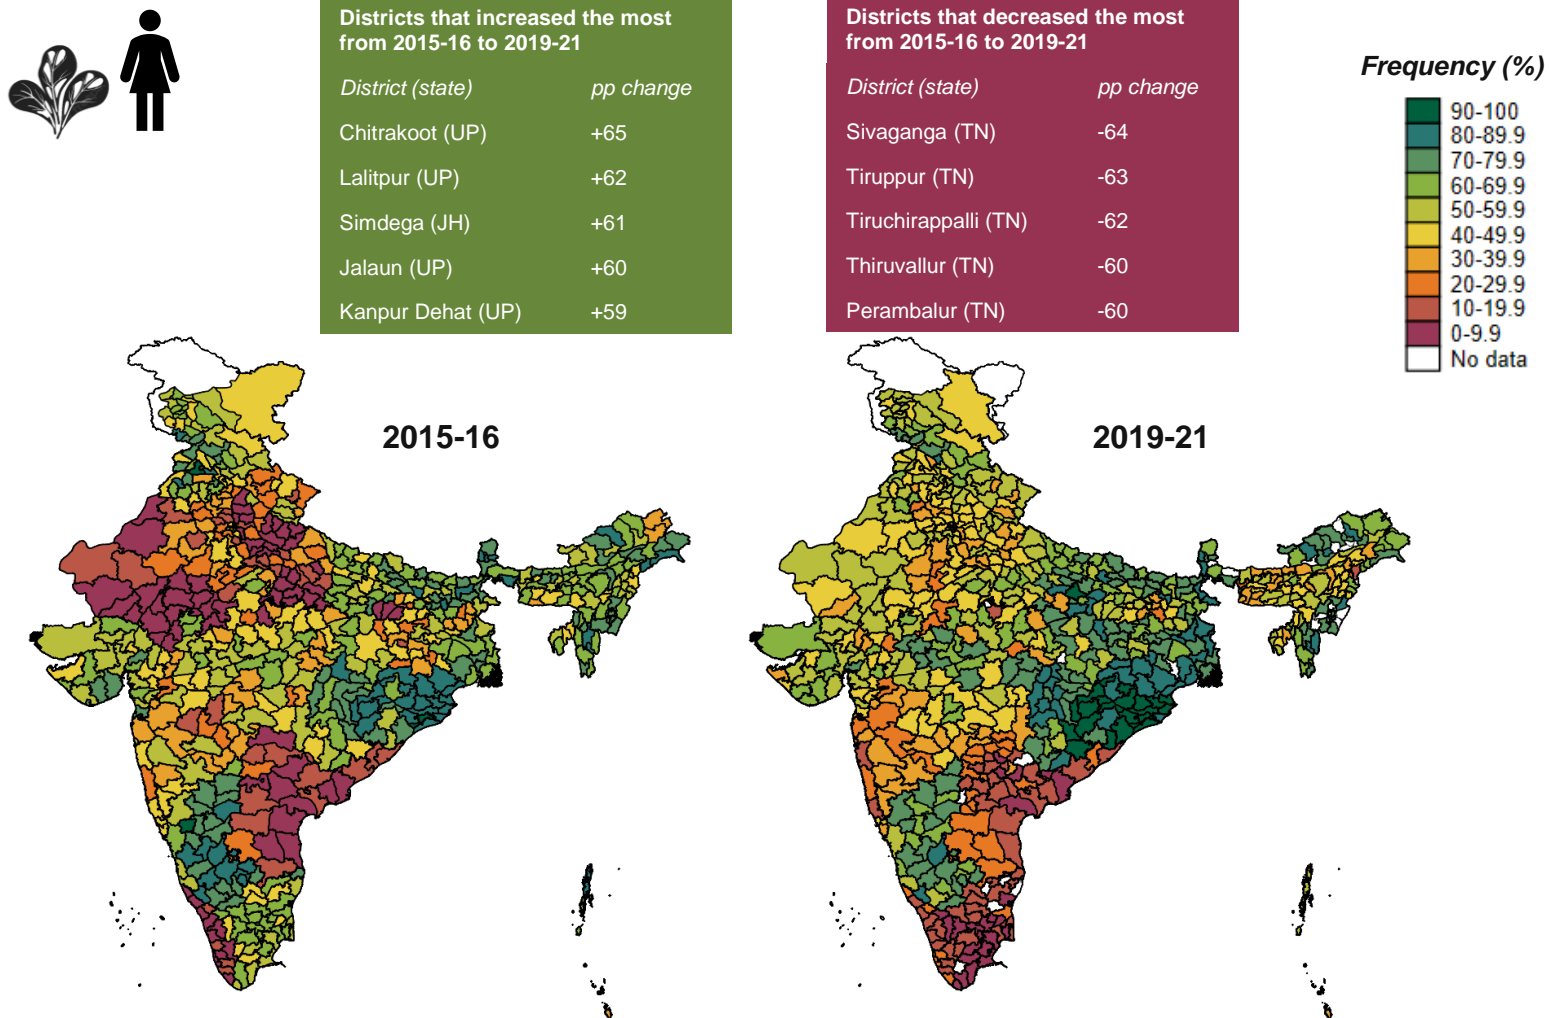 Districts that increased the most
from 2015-16 to 2019-21
District (state) pp change
Chitrakoot (UP) +65
Lalitpur (UP) +62
Simdega (JH) +61
Jalaun (UP) +60
Kanpur Dehat (UP) +59
Districts that decreased the most
from 2015-16 to 2019-21
District (state) pp change
Sivaganga (TN) -64
Tiruppur (TN) -63
Tiruchirappalli (TN) -62
Thiruvallur (TN) -60
Perambalur (TN) -60
Frequency (%)
90-100
80-89.9
70-79.9
60-69.9
50-59.9
40-49.9
30-39.9
20-29.9
10-19.9
0-9.9
No data
2015-16
2019-21